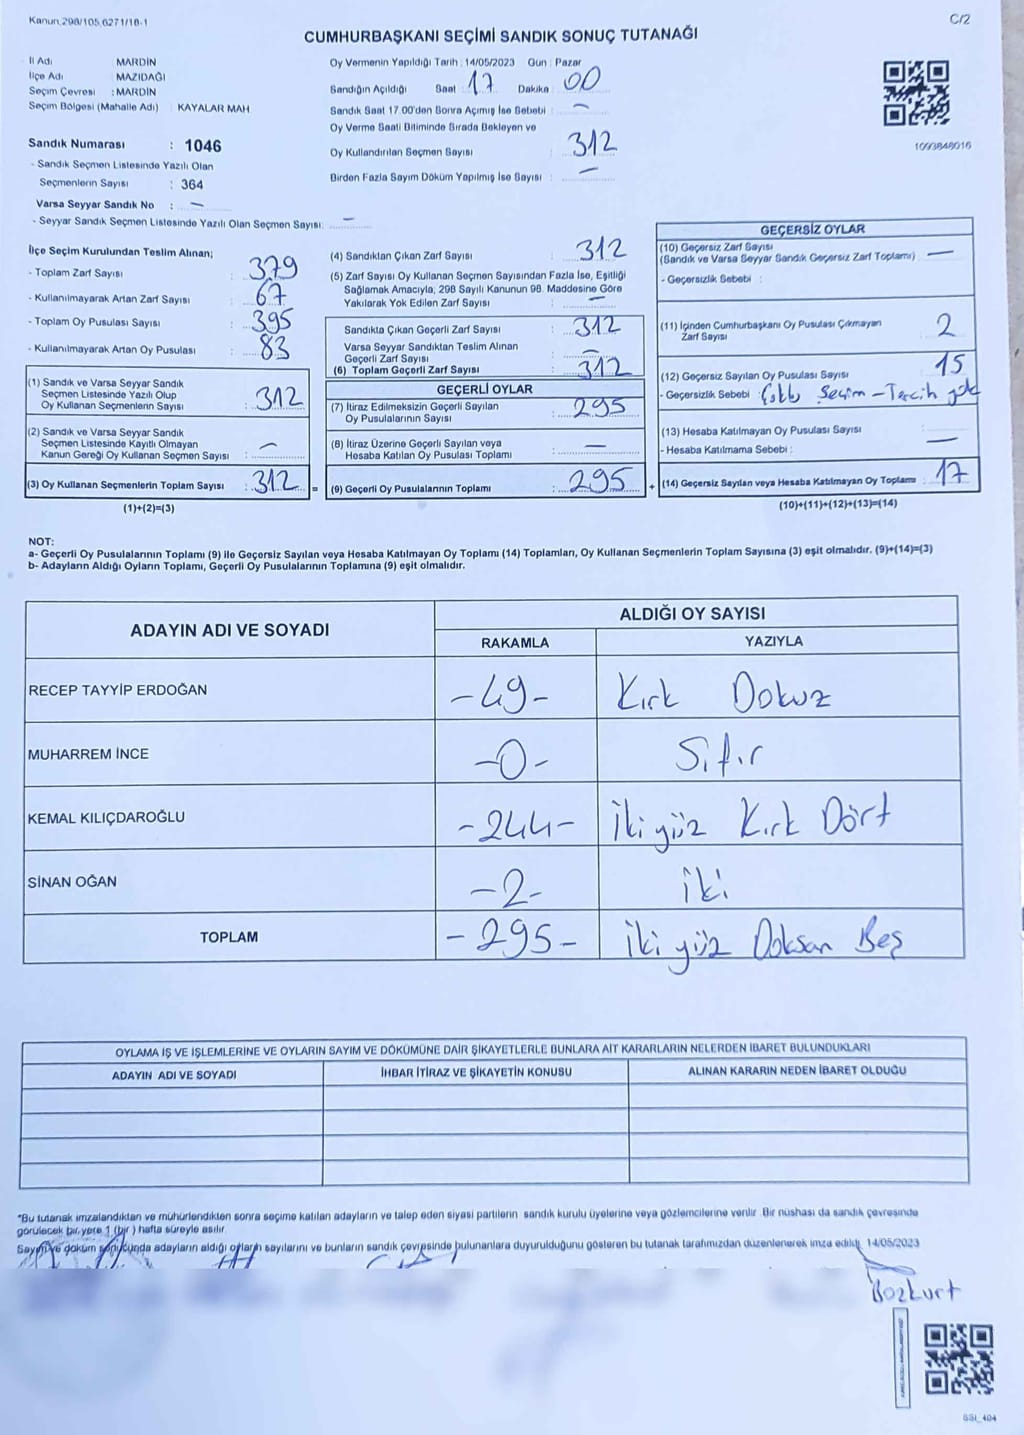 Kanun 298/105,6271/18-1
C/2
CUMHURBAŞKANI SEÇİMİ SANDIK SONUÇ TUTANAĞI
İl Adı MARDİN
İlçe Adı MAZIDAĞI
Seçim Çevresi : MARDİN
Seçim Bölgesi (Mahalle Adı) : KAYALAR MAH
Sandık Numarası : 1046
- Sandık Seçmen Listesinde Yazılı Olan
Seçmenlerin Sayısı : 364
Varsa Seyyar Sandık No : -
- Seyyar Sandık Seçmen Listesinde Yazılı Olan Seçmen Sayısı: -
Oy Vermenin Yapıldığı Tarih : 14/05/2023 Gun : Pazar
Sandığın Açıldığı Saat : 17 Dakika : 00
Sandık Saat 17.00'den Sonra Açımış İse Sebebi : -
Oy Verme Saati Bitiminde Sırada Bekleyen ve
Oy Kullandırılan Seçmen Sayısı : 312
Birden Fazla Sayım Döküm Yapılmış İse Sayısı : -
1093848016
İlçe Seçim Kurulundan Teslim Alınan;
- Toplam Zarf Sayısı : 379
- Kullanılmayarak Artan Zarf Sayısı : 67
- Toplam Oy Pusulası Sayısı : 395
- Kullanılmayarak Artan Oy Pusulası : 83
(1) Sandık ve Varsa Seyyar Sandık
Seçmen Listesinde Yazılı Olup
Oy Kullanan Seçmenlerin Sayısı : 312
(2) Sandık ve Varsa Seyyar Sandık
Seçmen Listesinde Kayıtlı Olmayan
Kanun Gereği Oy Kullanan Seçmen Sayısı : -
(3) Oy Kullanan Seçmenlerin Toplam Sayısı : 312 =
(1)+(2)=(3)
(4) Sandıktan Çıkan Zarf Sayısı : 312
(5) Zarf Sayısı Oy Kullanan Seçmen Sayısından Fazla İse, Eşitliği
Sağlamak Amacıyla, 298 Sayılı Kanunun 98. Maddesine Göre
Yakılarak Yok Edilen Zarf Sayısı : -
Sandıkla Çıkan Geçerli Zarf Sayısı : 312
Varsa Seyyar Sandıktan Teslim Alınan
Geçerli Zarf Sayısı : -
(6) Toplam Geçerli Zarf Sayısı : 312
GEÇERLİ OYLAR
(7) İtiraz Edilmeksizin Geçerli Sayılan
Oy Pusulalarının Sayısı : 295
(8) İtiraz Üzerine Geçerli Sayılan veya
Hesaba Katılan Oy Pusulası Toplamı : -
(9) Geçerli Oy Pusulalarının Toplamı : 295 +
GEÇERSİZ OYLAR
(10) Geçersiz Zarf Sayısı
(Sandık ve Varsa Seyyar Sandık Geçersiz Zarf Toplamı) : -
- Geçersizlik Sebebi :
(11) İçinden Cumhurbaşkanı Oy Pusulası Çıkmayan
Zarf Sayısı : 2
(12) Geçersiz Sayılan Oy Pusulası Sayısı : 15
- Geçersizlik Sebebi : Seçim - Tercih
(13) Hesaba Katılmayan Oy Pusulası Sayısı :
- Hesaba Katılmama Sebebi : -
(14) Geçersiz Sayılan veya Hesaba Katılmayan Oy Toplamı : 17
(10)+(11)+(12)+(13)=(14)
NOT:
a- Geçerli Oy Pusulalarının Toplamı (9) ile Geçersiz Sayılan veya Hesaba Katılmayan Oy Toplamı (14) Toplamları, Oy Kullanan Seçmenlerin Toplam Sayısına (3) eşit olmalıdır. (9)+(14)=(3)
b- Adayların Aldığı Oyların Toplamı, Geçerli Oy Pusulalarının Toplamına (9) eşit olmalıdır.
ADAYIN ADI VE SOYADI ALDIĞI OY SAYISI
RAKAMLA YAZIYLA
RECEP TAYYİP ERDOĞAN -49- Kırk Dokuz
MUHARREM İNCE -0- Sıfır
KEMAL KILIÇDAROĞLU -244- İki yüz Kırk Dört
SİNAN OĞAN -2- İki
TOPLAM -295- İki yüz Doksan Beş
OYLAMA İŞ VE İŞLEMLERİNE VE OYLARIN SAYIM VE DÖKÜMÜNE DAİR ŞİKAYETLERLE BUNLARA AİT KARARLARIN NELERDEN İBARET BULUNDUKLARI
ADAYIN ADI VE SOYADI İHBAR İTİRAZ VE ŞİKAYETİN KONUSU ALINAN KARARIN NEDEN İBARET OLDUĞU
*Bu tutanak imzalandıktan ve mühürlendikten sonra seçime katılan adayların ve talep eden siyasi partilerin sandık kurulu üyelerine veya gözlemcilerine verilir. Bir nüshası da sandık çevresinde
görülecek bir yere 1 (bir) hafta süreyle asılır.
Sayım ve döküm sonucunda adayların aldığı oyların sayılarını ve bunların sandık çevresinde bulunanlara duyurulduğunu gösteren bu tutanak tarafımızdan düzenlenerek imza edildi. 14/05/2023
Bozkurt
SSI_404